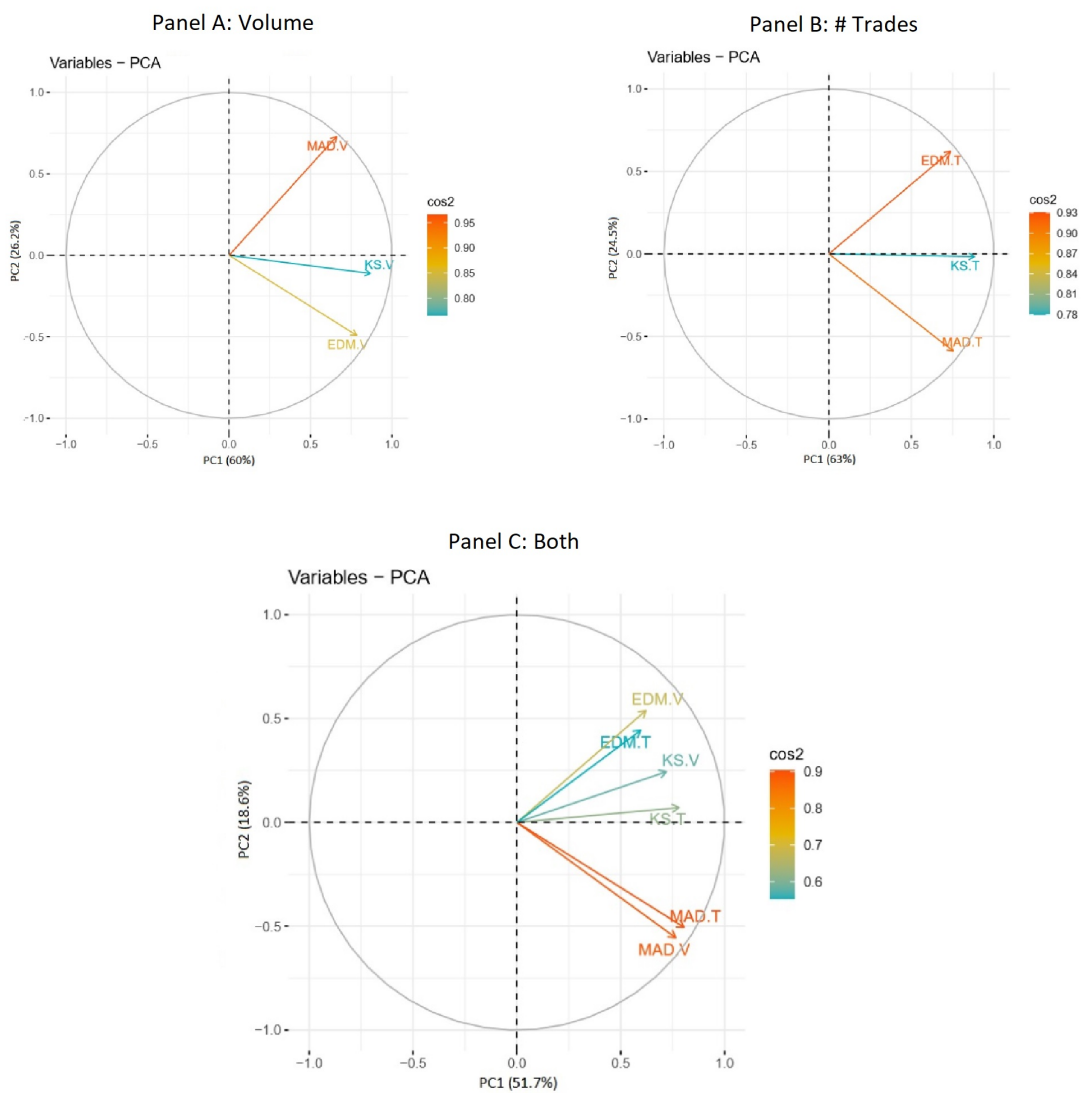 Panel A: Volume
Variables − PCA
1.0
0.5
0.0
−0.5
-1.0
PC2 (26.2%)
MAD.V
KS.V
EDM.V
−1.0 −0.5 0.0 0.5 1.0
PC1 (60%)
cos2
0.95
0.90
0.85
0.80
Panel B: # Trades
Variables − PCA
1.0
0.5
0.0
−0.5
−1.0
PC2 (24.5%)
EDM.T
KS.T
MAD.T
−1.0 −0.5 0.0 0.5 1.0
PC1 (63%)
cos2
0.93
0.90
0.87
0.84
0.81
0.78
Panel C: Both
Variables − PCA
1.0
0.5
0.0
−0.5
−1.0
PC2 (18.6%)
EDM.V
EDM.T
KS.V
KS.T
MAD.T
MAD.V
−1.0 −0.5 0.0 0.5 1.0
PC1 (51.7%)
cos2
0.9
0.8
0.7
0.6